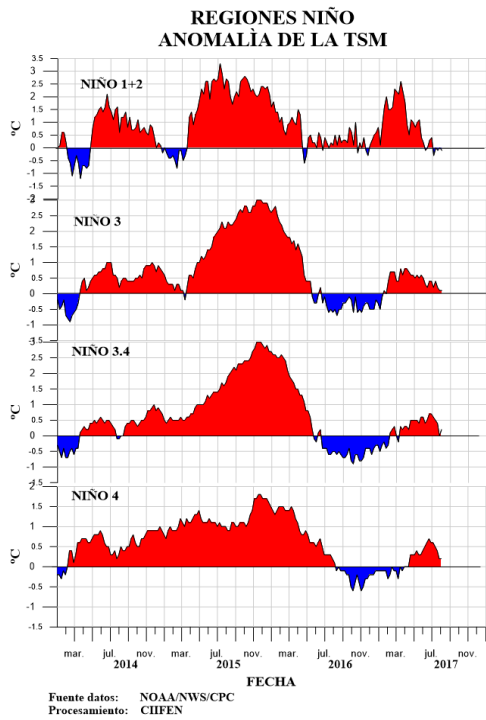 REGIONES NIÑO
ANOMALÌA DE LA TSM
3.5
3
2.5
2
1.5
1
0.5
0
-0.5
-1
-1.5
-2
ºC
NIÑO 1+2
2.5
2
1.5
1
0.5
0
-0.5
-1
ºC
NIÑO 3
3
2.5
2
1.5
1
0.5
0
-0.5
-1
ºC
NIÑO 3.4
2
1.5
1
0.5
0
-0.5
-1
-1.5
ºC
NIÑO 4
mar. jul. nov. mar. jul. nov. mar. jul. nov. mar. jul.
2014 2015 2016 2017
FECHA
Fuente datos: NOAA/NWS/CPC
Procesamiento: CIIFEN